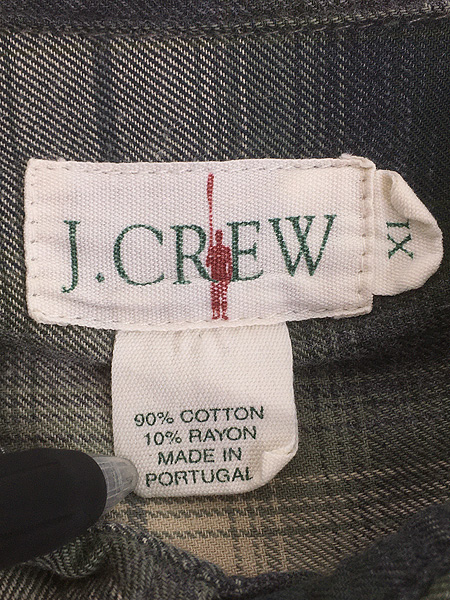 J.CREW
XL
90% COTTON
10% RAYON
MADE IN
PORTUGAL